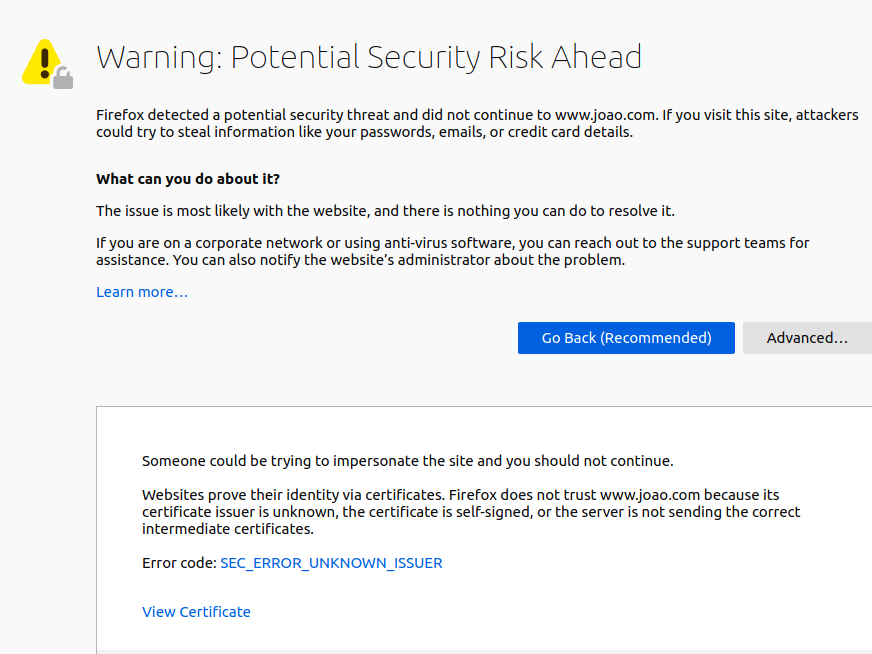 Warning: Potential Security Risk Ahead
Firefox detected a potential security threat and did not continue to www.joao.com. If you visit this site, attackers
could try to steal information like your passwords, emails, or credit card details.
What can you do about it?
The issue is most likely with the website, and there is nothing you can do to resolve it.
If you are on a corporate network or using anti-virus software, you can reach out to the support teams for
assistance. You can also notify the website’s administrator about the problem.
Learn more…
Go Back (Recommended)
Advanced…
Someone could be trying to impersonate the site and you should not continue.
Websites prove their identity via certificates. Firefox does not trust www.joao.com because its
certificate issuer is unknown, the certificate is self-signed, or the server is not sending the correct
intermediate certificates.
Error code: SEC_ERROR_UNKNOWN_ISSUER
View Certificate